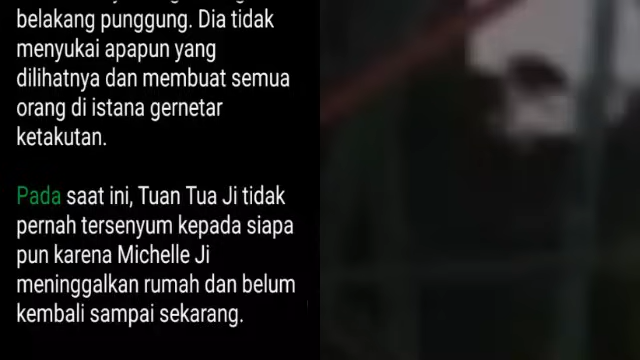 belakang punggung. Dia tidak
menyukai apapun yang
dilihatnya dan membuat semua
orang di istana gernetar
ketakutan.
Pada saat ini, Tuan Tua Ji tidak
pernah tersenyum kepada siapa
pun karena Michelle Ji
meninggalkan rumah dan belum
kembali sampai sekarang.